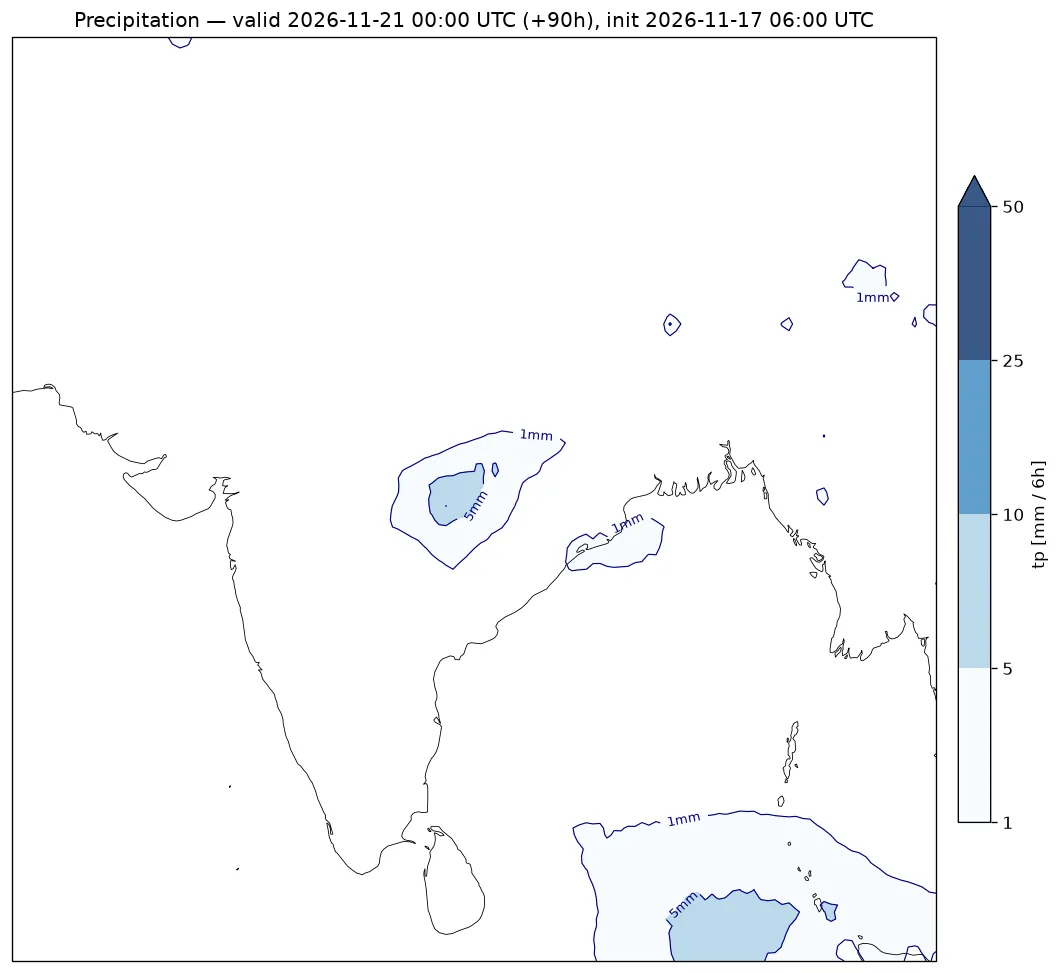 Precipitation — valid 2026-11-21 00:00 UTC (+90h), init 2026-11-17 06:00 UTC
50
1mm
25
1mm
5mm
tp [mm / 6h]
10
1mm
5
1mm
1
5mm